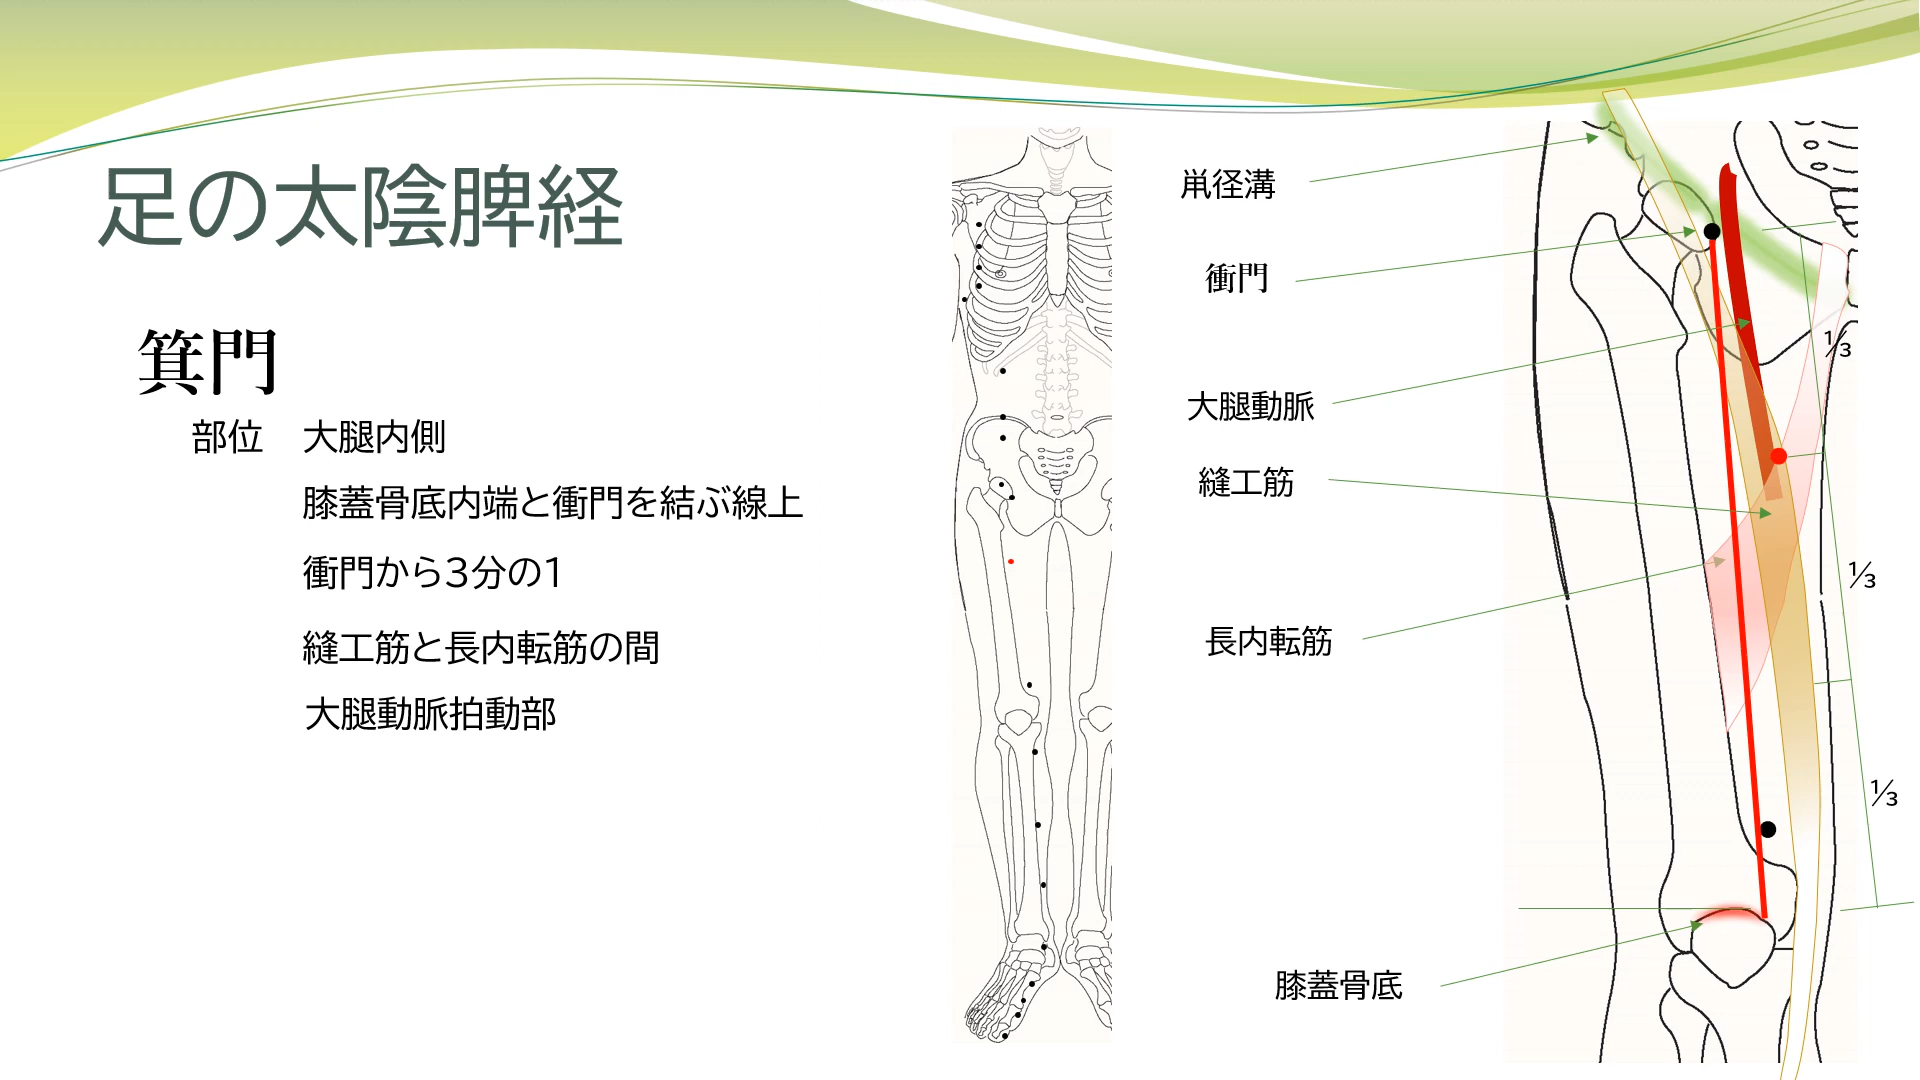 足の太陰脾経
箕門
部位　大腿内側
膝蓋骨底内端と衝門を結ぶ線上
衝門から3分の1
縫工筋と長内転筋の間
大腿動脈拍動部
鼡径溝
衝門
大腿動脈
縫工筋
長内転筋
膝蓋骨底
⅓
⅓
⅓